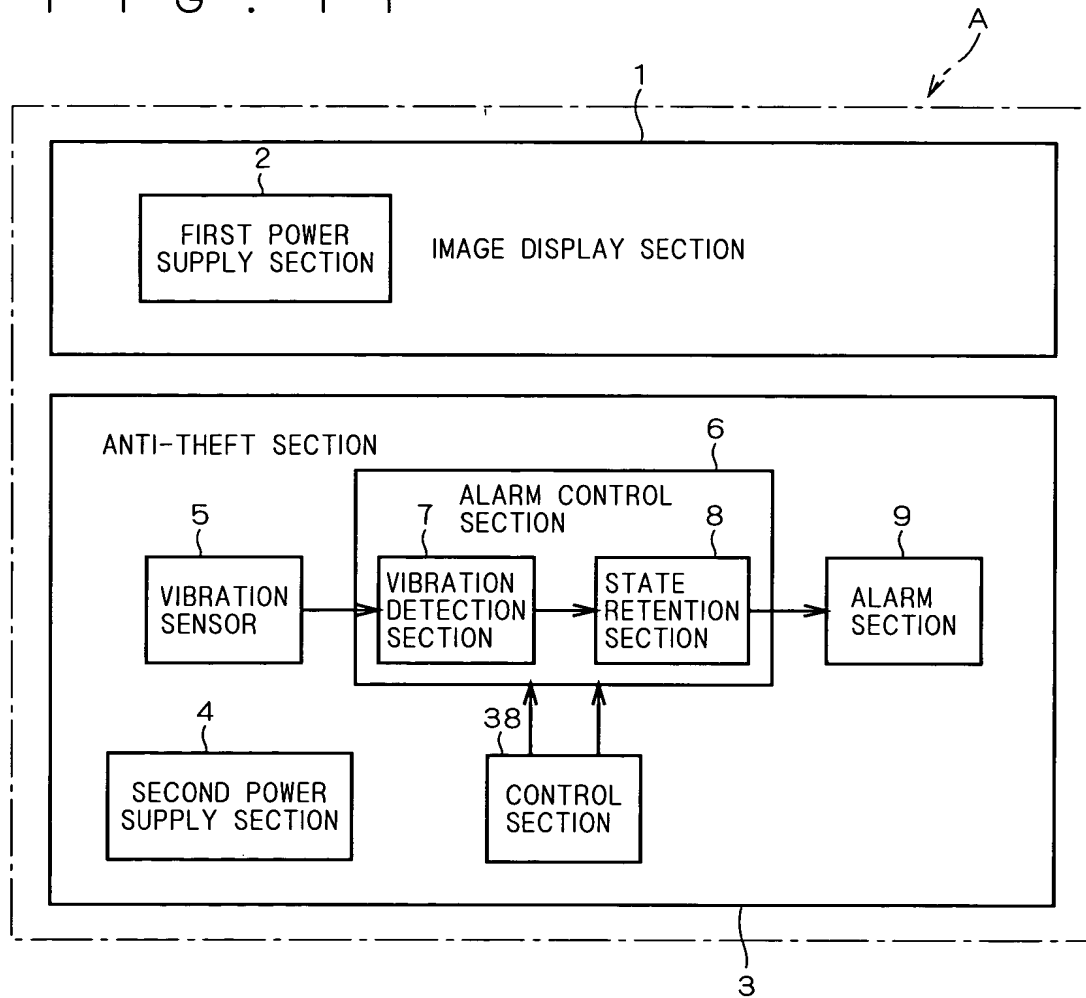 A
1
2
FIRST POWER
SUPPLY SECTION
IMAGE DISPLAY SECTION
ANTI-THEFT SECTION
6
ALARM CONTROL
SECTION
5
7
8
9
VIBRATION
SENSOR
VIBRATION
DETECTION
SECTION
STATE
RETENTION
SECTION
ALARM
SECTION
4
38
SECOND POWER
SUPPLY SECTION
CONTROL
SECTION
3